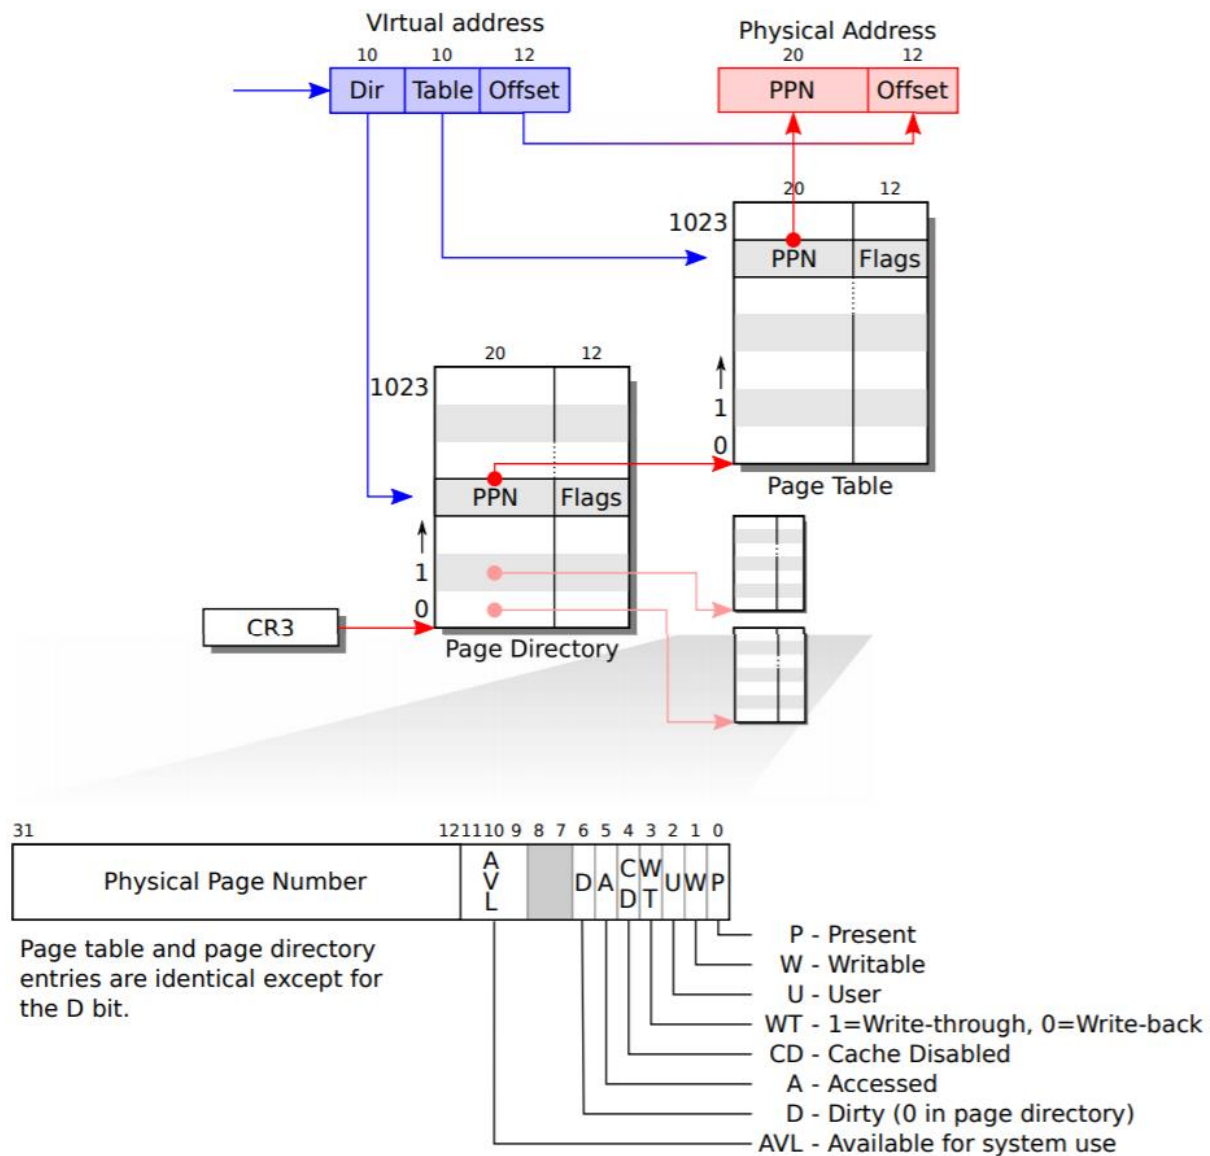 VIrtual address
Physical Address
10 10 12
20 12
Dir Table Offset
PPN Offset
20 12
1023
PPN Flags
1
0
Page Table
20 12
1023
PPN Flags
1
0
CR3
Page Directory
31 12 11 10 9 8 7 6 5 4 3 2 1 0
Physical Page Number AVL D A CD WT U W P
Page table and page directory
entries are identical except for
the D bit.
P - Present
W - Writable
U - User
WT - 1=Write-through, 0=Write-back
CD - Cache Disabled
A - Accessed
D - Dirty (0 in page directory)
AVL - Available for system use